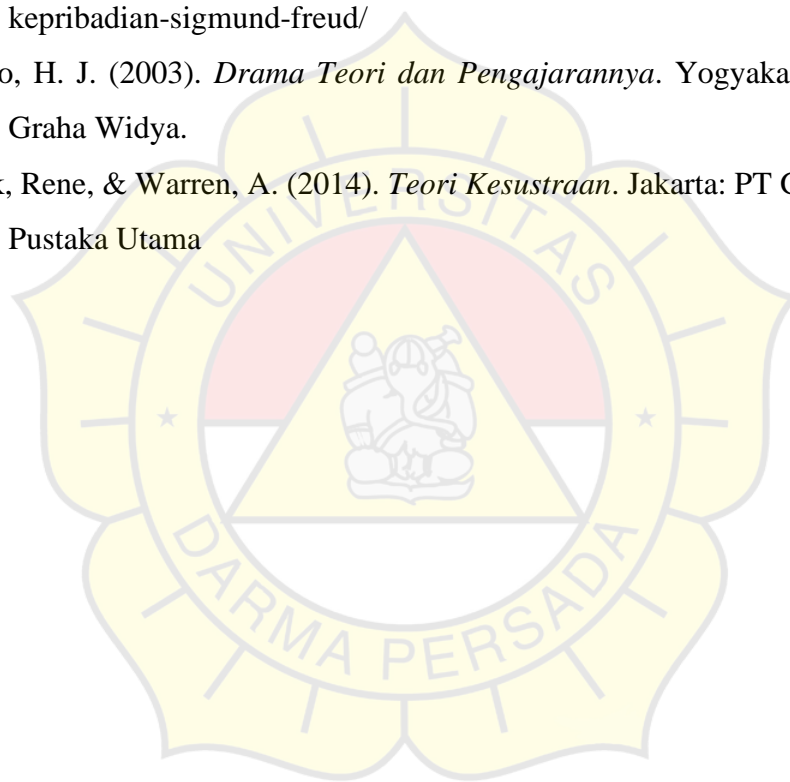 kepribadian-sigmund-freud/
o, H. J. (2003). Drama Teori dan Pengajarannya. Yogyaka
Graha Widya.
k, Rene, & Warren, A. (2014). Teori Kesustraan. Jakarta: PT
Pustaka Utama
UNIVERSITAS
DARMA PERSADA